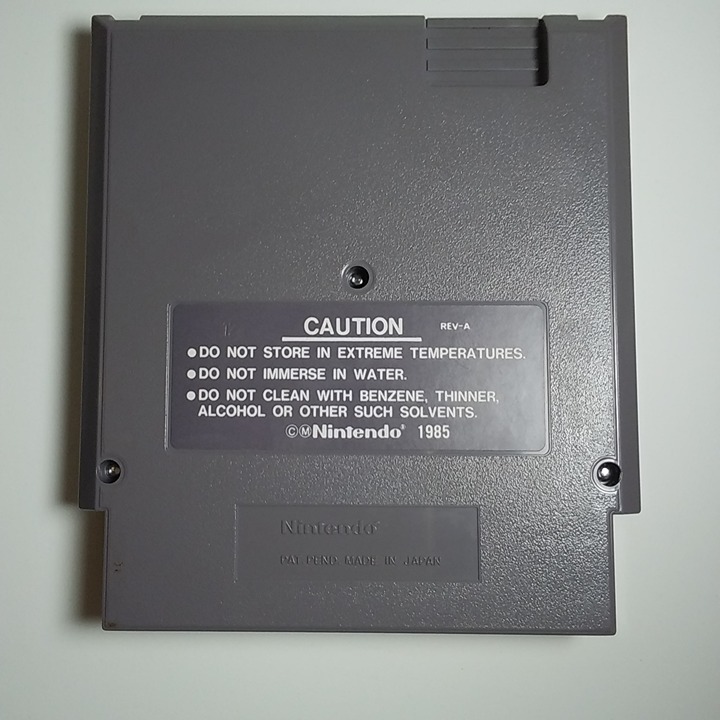 CAUTION REV-A
●DO NOT STORE IN EXTREME TEMPERATURES.
●DO NOT IMMERSE IN WATER.
●DO NOT CLEAN WITH BENZENE, THINNER,
ALCOHOL OR OTHER SUCH SOLVENTS.
©ⓂNintendo® 1985
Nintendo®
PAT PEND MADE IN JAPAN